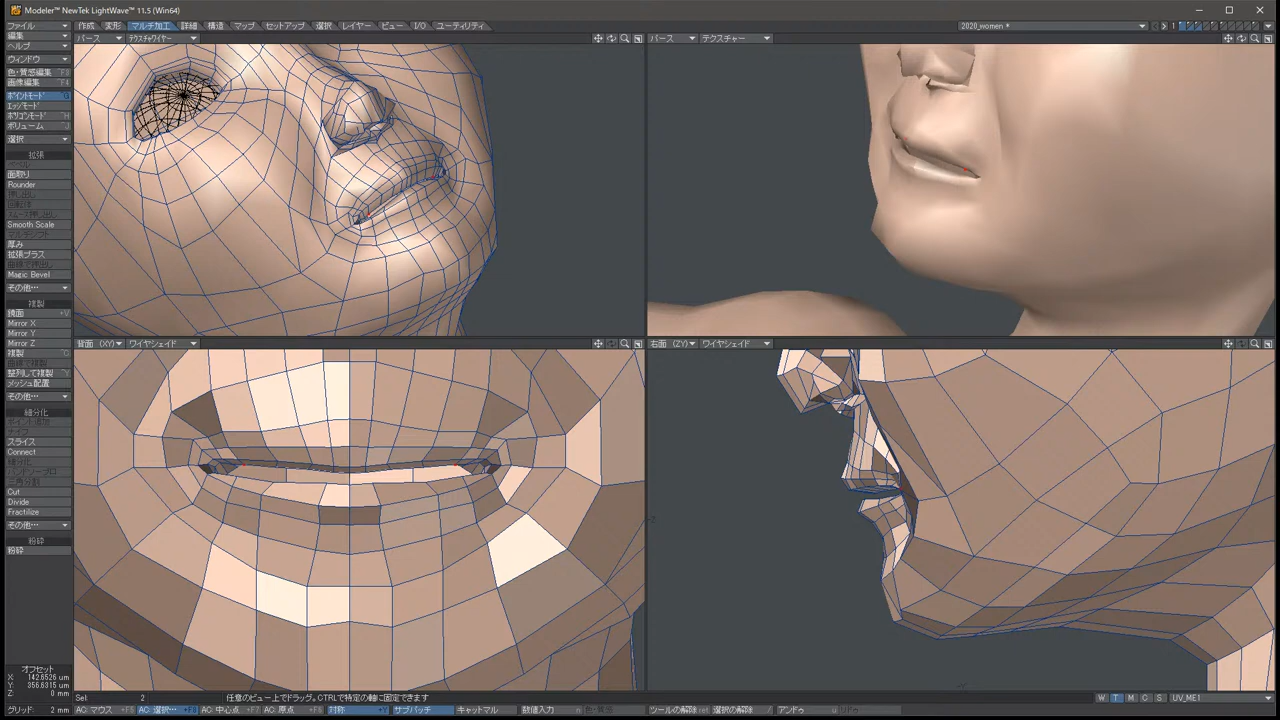 Modeler™ NewTek LightWave™ 11.5 (Win64)
ファイル
編集
ヘルプ
作成
変形
マルチ加工
詳細
構造
マップ
セットアップ
選択
レイヤー
ビュー
I/O
ユーティリティ
2020_women *
1
パース
テクスチャワイヤー
パース
テクスチャー
ウィンドウ
色・質感編集 ^F3
画像編集 ^F4
ポイントモード ^G
エッジモード
ポリゴンモード ^H
ボリューム ^J
選択
拡張
面取り
Rounder
Smooth Scale
厚み
拡張プラス
Magic Bevel
その他…
複製
鏡面 +V
Mirror X
Mirror Y
Mirror Z
複製 ^C
整列して複製 ^Y
メッシュ配置
その他…
背面 (XY)
ワイヤシェイド
右面 (ZY)
ワイヤシェイド
細分化
スライス
Connect
Cut
Divide
Fractilize
その他…
粉砕
粉砕
オフセット
X: 142.6526 um
Y: 356.6315 um
Z: 0 mm
Sel: 2
任意のビュー上でドラッグ。CTRLで特定の軸に固定できます
W T M C S
UV_ME1
グリッド: 2 mm
AC: マウス +F5
AC: 選択… +F8
AC: 中心点 +F7
AC: 原点 +F6
対称 +Y
サブパッチ
キャットマル
数値入力 n
ツールの解除 ret
選択の解除 /
アンドゥ u
リドゥ